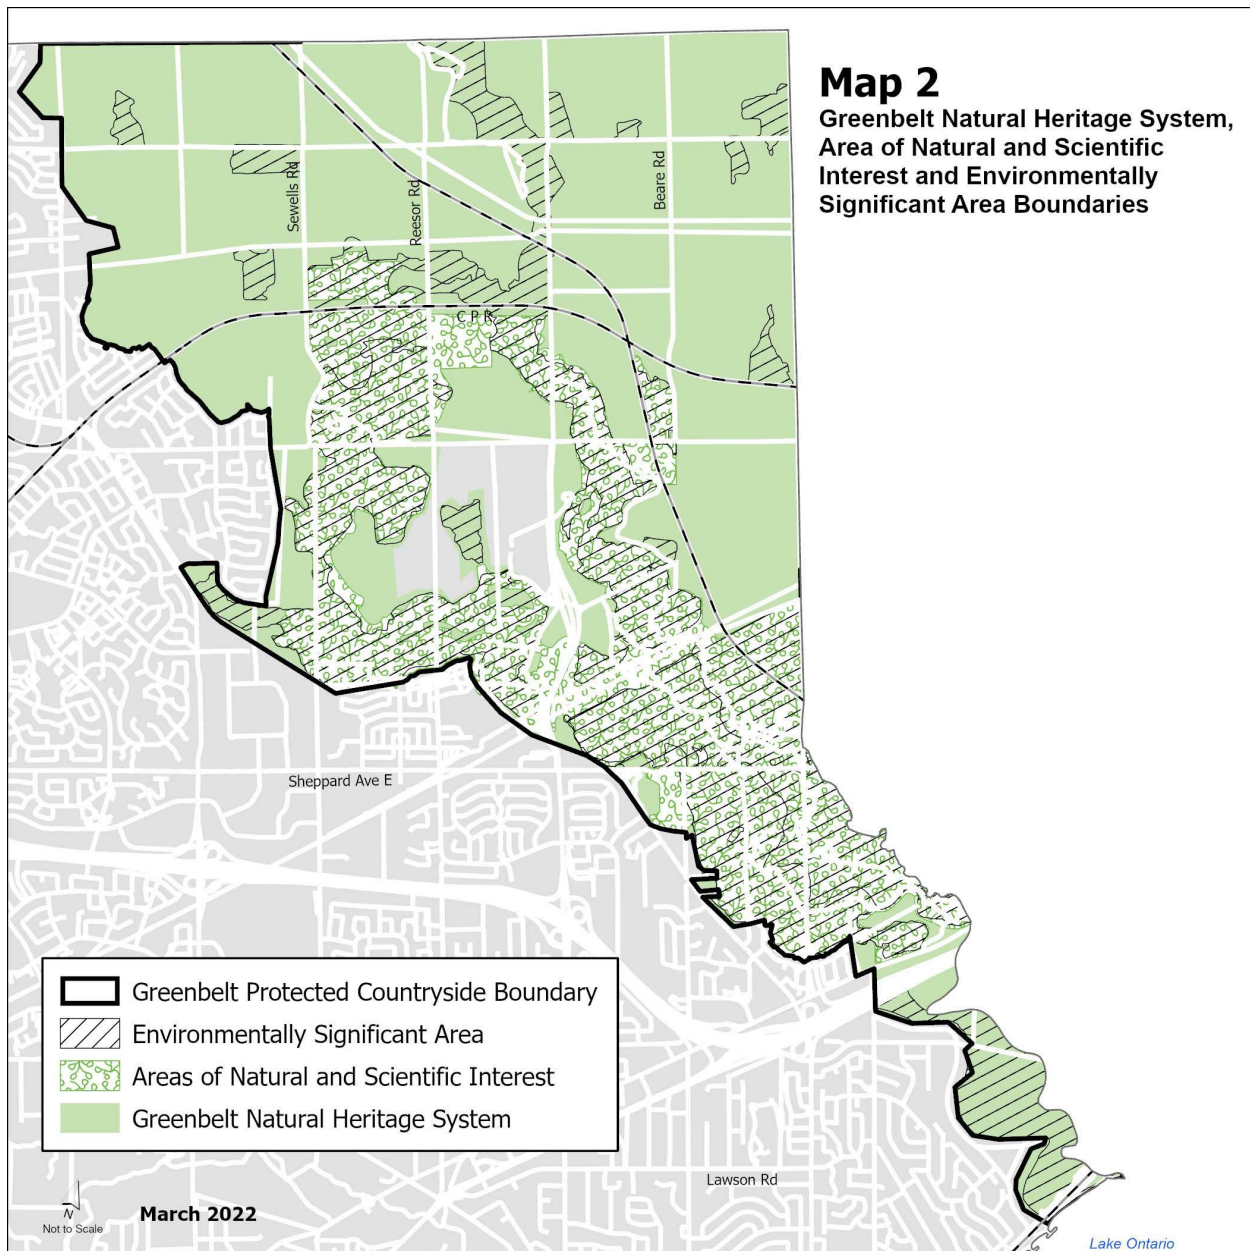 Map 2
Greenbelt Natural Heritage System,
Area of Natural and Scientific
Interest and Environmentally
Significant Area Boundaries
Sewells Rd
Reesor Rd
Beare Rd
C P R
Sheppard Ave E
Greenbelt Protected Countryside Boundary
Environmentally Significant Area
Areas of Natural and Scientific Interest
Greenbelt Natural Heritage System
Lawson Rd
N
Not to Scale
March 2022
Lake Ontario